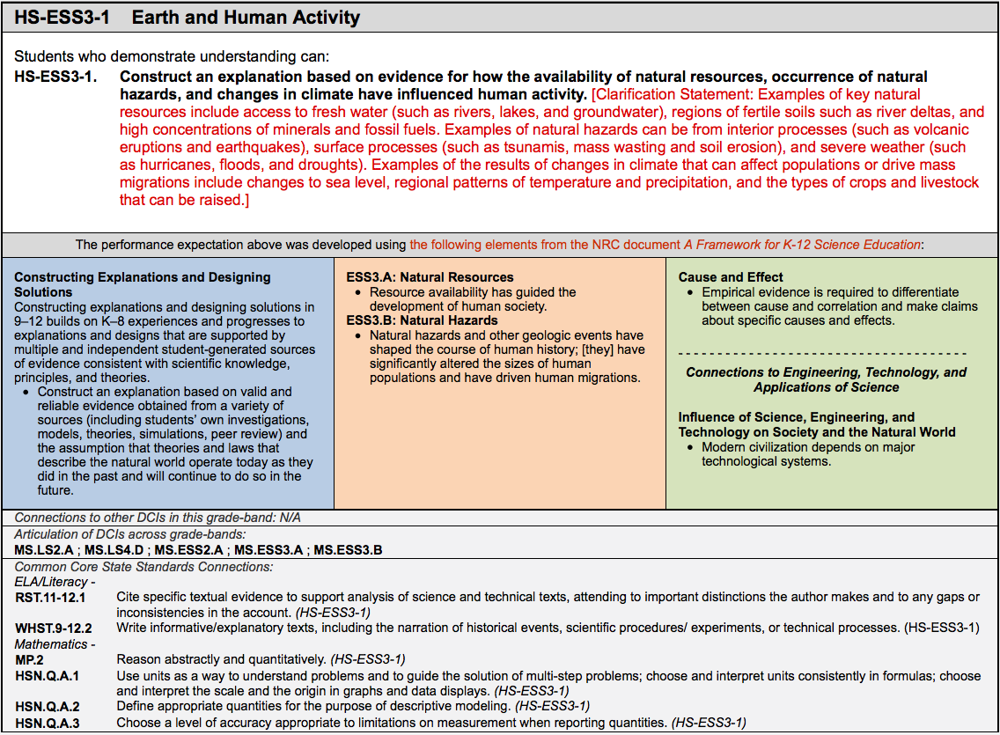 HS-ESS3-1 Earth and Human Activity
Students who demonstrate understanding can:
HS-ESS3-1. Construct an explanation based on evidence for how the availability of natural resources, occurrence of natural
hazards, and changes in climate have influenced human activity. [Clarification Statement: Examples of key natural
resources include access to fresh water (such as rivers, lakes, and groundwater), regions of fertile soils such as river deltas, and
high concentrations of minerals and fossil fuels. Examples of natural hazards can be from interior processes (such as volcanic
eruptions and earthquakes), surface processes (such as tsunamis, mass wasting and soil erosion), and severe weather (such
as hurricanes, floods, and droughts). Examples of the results of changes in climate that can affect populations or drive mass
migrations include changes to sea level, regional patterns of temperature and precipitation, and the types of crops and livestock
that can be raised.]
The performance expectation above was developed using the following elements from the NRC document A Framework for K-12 Science Education:
Constructing Explanations and Designing
Solutions
Constructing explanations and designing solutions in
9–12 builds on K–8 experiences and progresses to
explanations and designs that are supported by
multiple and independent student-generated sources
of evidence consistent with scientific knowledge,
principles, and theories.
• Construct an explanation based on valid and
reliable evidence obtained from a variety of
sources (including students' own investigations,
models, theories, simulations, peer review) and
the assumption that theories and laws that
describe the natural world operate today as they
did in the past and will continue to do so in the
future.
ESS3.A: Natural Resources
• Resource availability has guided the
development of human society.
ESS3.B: Natural Hazards
• Natural hazards and other geologic events have
shaped the course of human history; [they] have
significantly altered the sizes of human
populations and have driven human migrations.
Cause and Effect
• Empirical evidence is required to differentiate
between cause and correlation and make claims
about specific causes and effects.
- - - - - - - - - - - - - - - - - - - - - - - - - - - - - - - - - - - - -
Connections to Engineering, Technology, and
Applications of Science
Influence of Science, Engineering, and
Technology on Society and the Natural World
• Modern civilization depends on major
technological systems.
Connections to other DCIs in this grade-band: N/A
Articulation of DCIs across grade-bands:
MS.LS2.A ; MS.LS4.D ; MS.ESS2.A ; MS.ESS3.A ; MS.ESS3.B
Common Core State Standards Connections:
ELA/Literacy -
RST.11-12.1 Cite specific textual evidence to support analysis of science and technical texts, attending to important distinctions the author makes and to any gaps or
inconsistencies in the account. (HS-ESS3-1)
WHST.9-12.2 Write informative/explanatory texts, including the narration of historical events, scientific procedures/ experiments, or technical processes. (HS-ESS3-1)
Mathematics -
MP.2 Reason abstractly and quantitatively. (HS-ESS3-1)
HSN.Q.A.1 Use units as a way to understand problems and to guide the solution of multi-step problems; choose and interpret units consistently in formulas; choose
and interpret the scale and the origin in graphs and data displays. (HS-ESS3-1)
HSN.Q.A.2 Define appropriate quantities for the purpose of descriptive modeling. (HS-ESS3-1)
HSN.Q.A.3 Choose a level of accuracy appropriate to limitations on measurement when reporting quantities. (HS-ESS3-1)